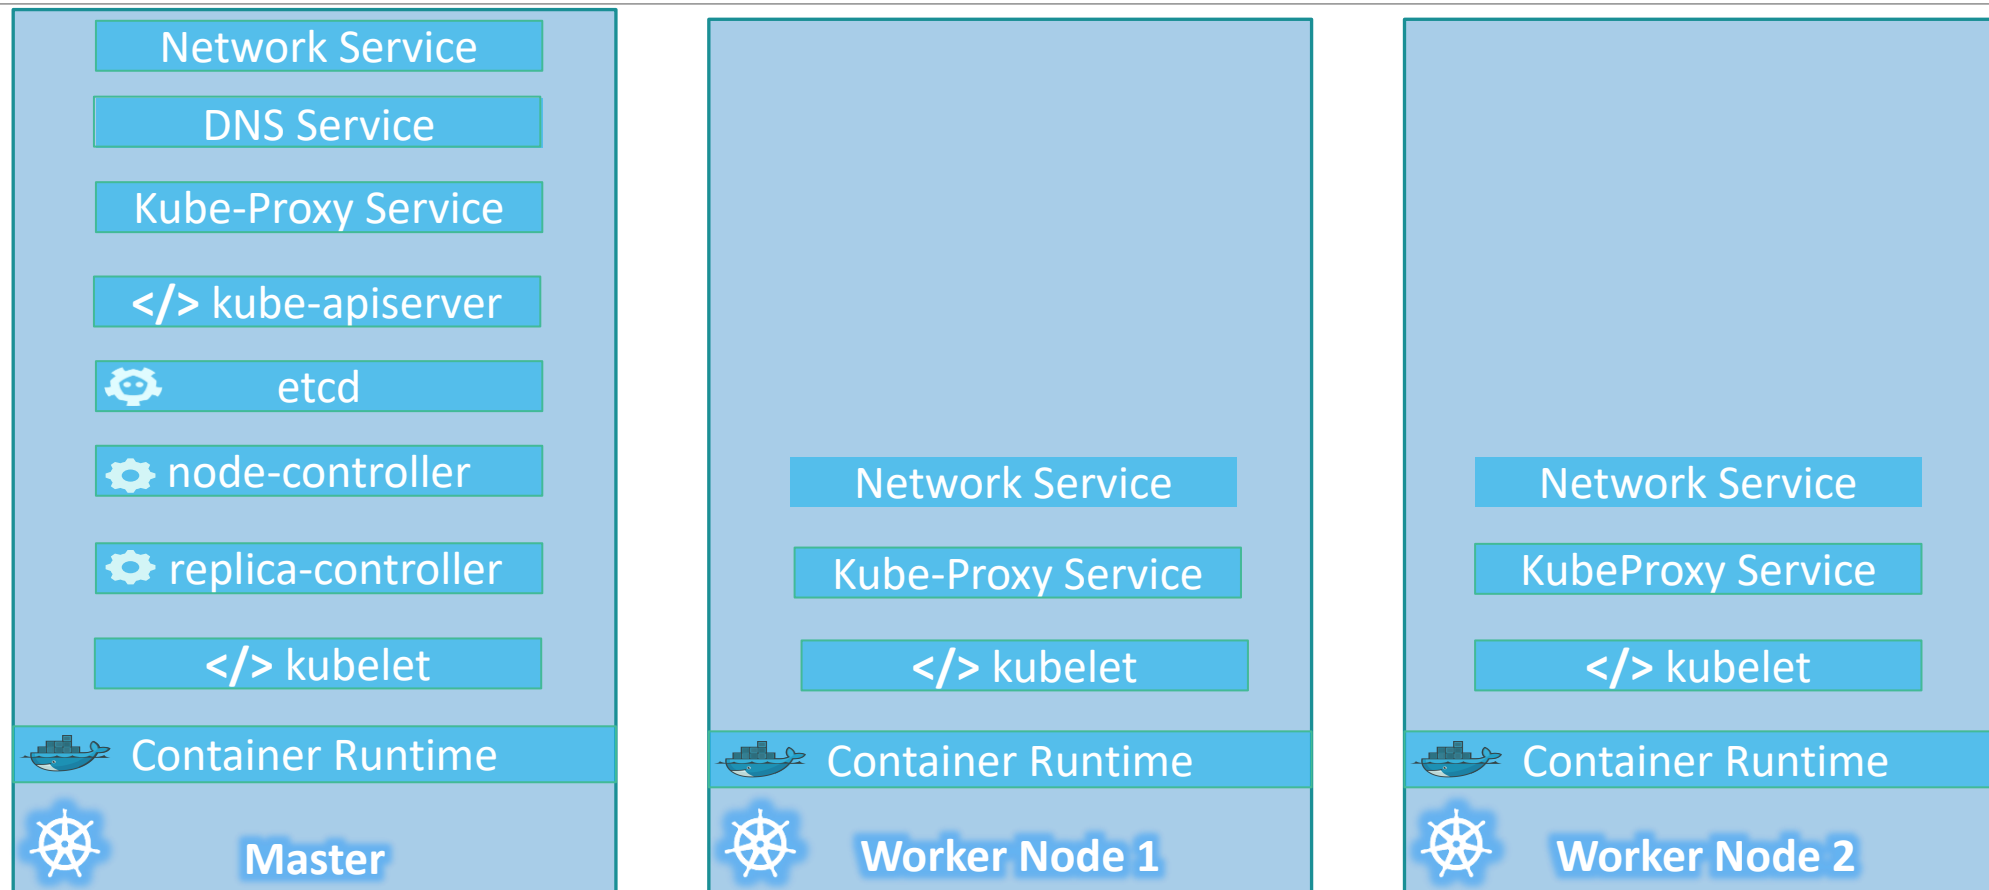 Network Service
DNS Service
Kube-Proxy Service
</> kube-apiserver
etcd
node-controller
replica-controller
</> kubelet
Container Runtime
Master
Network Service
Kube-Proxy Service
</> kubelet
Container Runtime
Worker Node 1
Network Service
KubeProxy Service
</> kubelet
Container Runtime
Worker Node 2